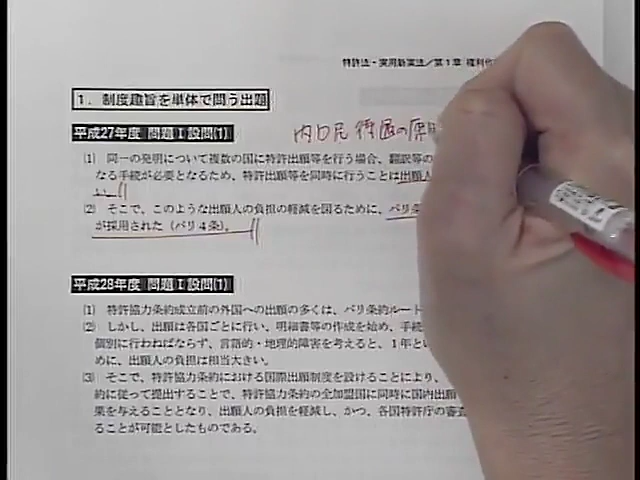 特許法・実用新案法／第1章 権利
1．制度趣旨を単体で問う出題
平成27年度 問題Ⅰ設問(1)
内国民待遇の原
(1) 同一の発明について複数の国に特許出願等を行う場合、翻訳等の
なる手続が必要となるため、特許出願等を同時に行うことは出願人
(2) そこで、このような出願人の負担の軽減を図るために、パリ条
が採用された（パリ４条）。
平成28年度 問題Ⅰ設問(1)
(1) 特許協力条約成立前の外国への出願の多くは、パリ条約ルート
(2) しかし、出願は各国ごとに行い、明細書等の作成を始め、手続
個別に行わねばならず、言語的・地理的障害を考えると、１年と
めに、出願人の負担は相当大きい。
(3) そこで、特許協力条約における国際出願制度を設けることにより、
約に従って提出することで、特許協力条約の全加盟国に同時に国内出願
果を与えることとなり、出願人の負担を軽減し、かつ、各国特許庁の審査
ることが可能としたものである。